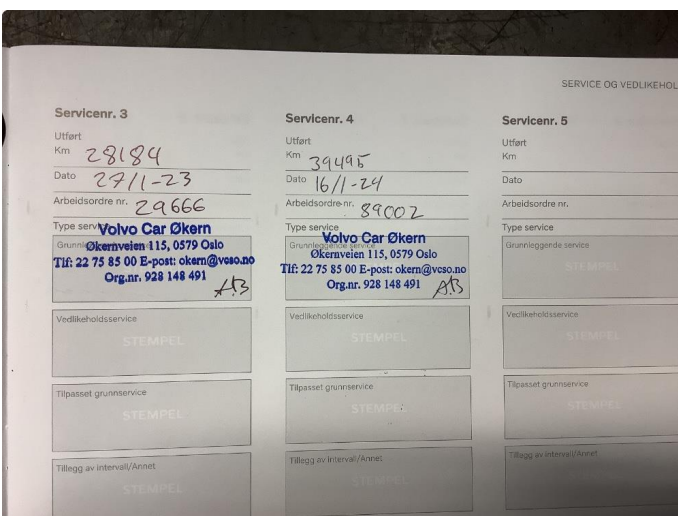 SERVICE OG VEDLIKEHOL
Servicenr. 3
Utført
Km 28184
Dato 27/1-23
Arbeidsordre nr. 29666
Type serv
Volvo Car Økern
Økernveien 115, 0579 Oslo
Tlf: 22 75 85 00 E-post: okern@vcso.no
Org.nr. 928 148 491
AB
Vedlikeholdsservice
STEMPEL
Tilpasset grunnservice
STEMPEL
Tillegg av intervall/Annet
STEMPEL
Servicenr. 4
Utført
Km 39495
Dato 16/1-24
Arbeidsordre nr. 89002
Type service
Grunnleggende service
Volvo Car Økern
Økernveien 115, 0579 Oslo
Tlf: 22 75 85 00 E-post: okern@vcso.no
Org.nr. 928 148 491
AB
Vedlikeholdsservice
STEMPEL
Tilpasset grunnservice
STEMPEL
Tillegg av intervall/Annet
STEMPEL
Servicenr. 5
Utført
Km
Dato
Arbeidsordre nr.
Type service
Grunnleggende service
STEMPEL
Vedlikeholdsservice
STEMPEL
Tilpasset grunnservice
STEMPEL
Tillegg av intervall/Annet
STEMPEL